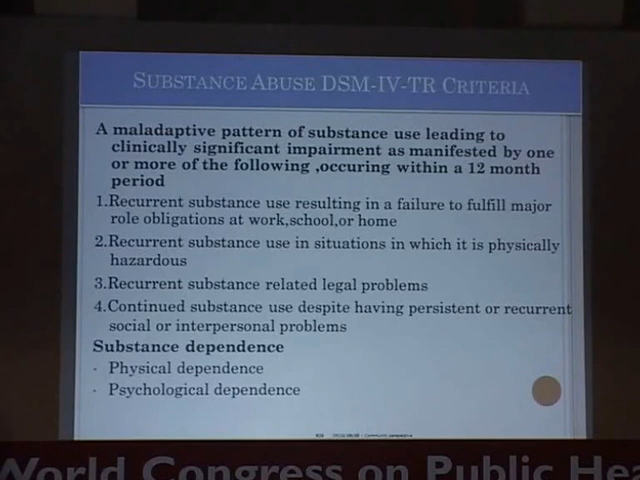 SUBSTANCE ABUSE DSM-IV-TR CRITERIA
A maladaptive pattern of substance use leading to
clinically significant impairment as manifested by one
or more of the following ,occuring within a 12 month
period
1.Recurrent substance use resulting in a failure to fulfill major
role obligations at work,school,or home
2.Recurrent substance use in situations in which it is physically
hazardous
3.Recurrent substance related legal problems
4.Continued substance use despite having persistent or recurrent
social or interpersonal problems
Substance dependence
- Physical dependence
- Psychological dependence
World Congress on Public Hea